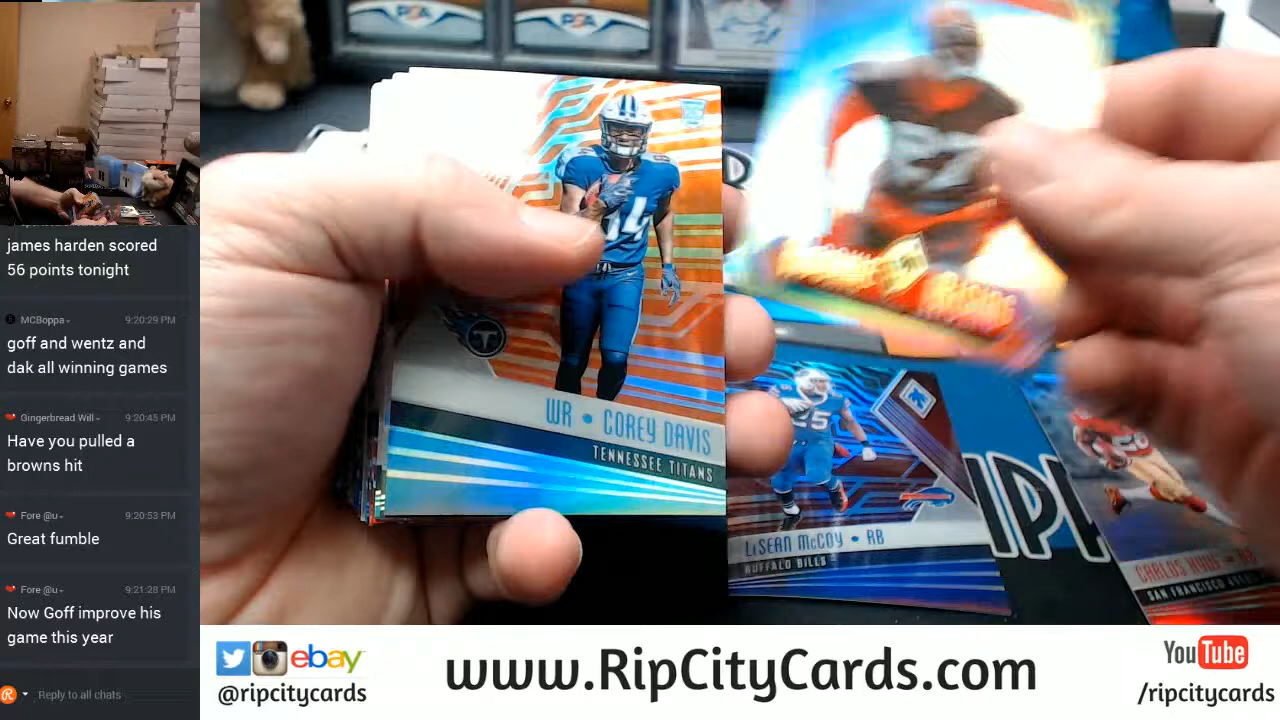 james harden scored
56 points tonight
MCBoppa
9:20:29 PM
goff and wentz and
dak all winning games
Gingerbread Will
9:20:45 PM
Have you pulled a
browns hit
Fore @u
9:20:53 PM
Great fumble
Fore @u
9:21:28 PM
Now Goff improve his
game this year
Reply to all chats
PSA
PSA
84
WR • COREY DAVIS
TENNESSEE TITANS
25
LeSEAN McCOY • RB
BUFFALO BILLS
CARLOS HYDE • RB
SAN FRANCISCO
ebay
@ripcitycards
www.RipCityCards.com
YouTube
/ripcitycards